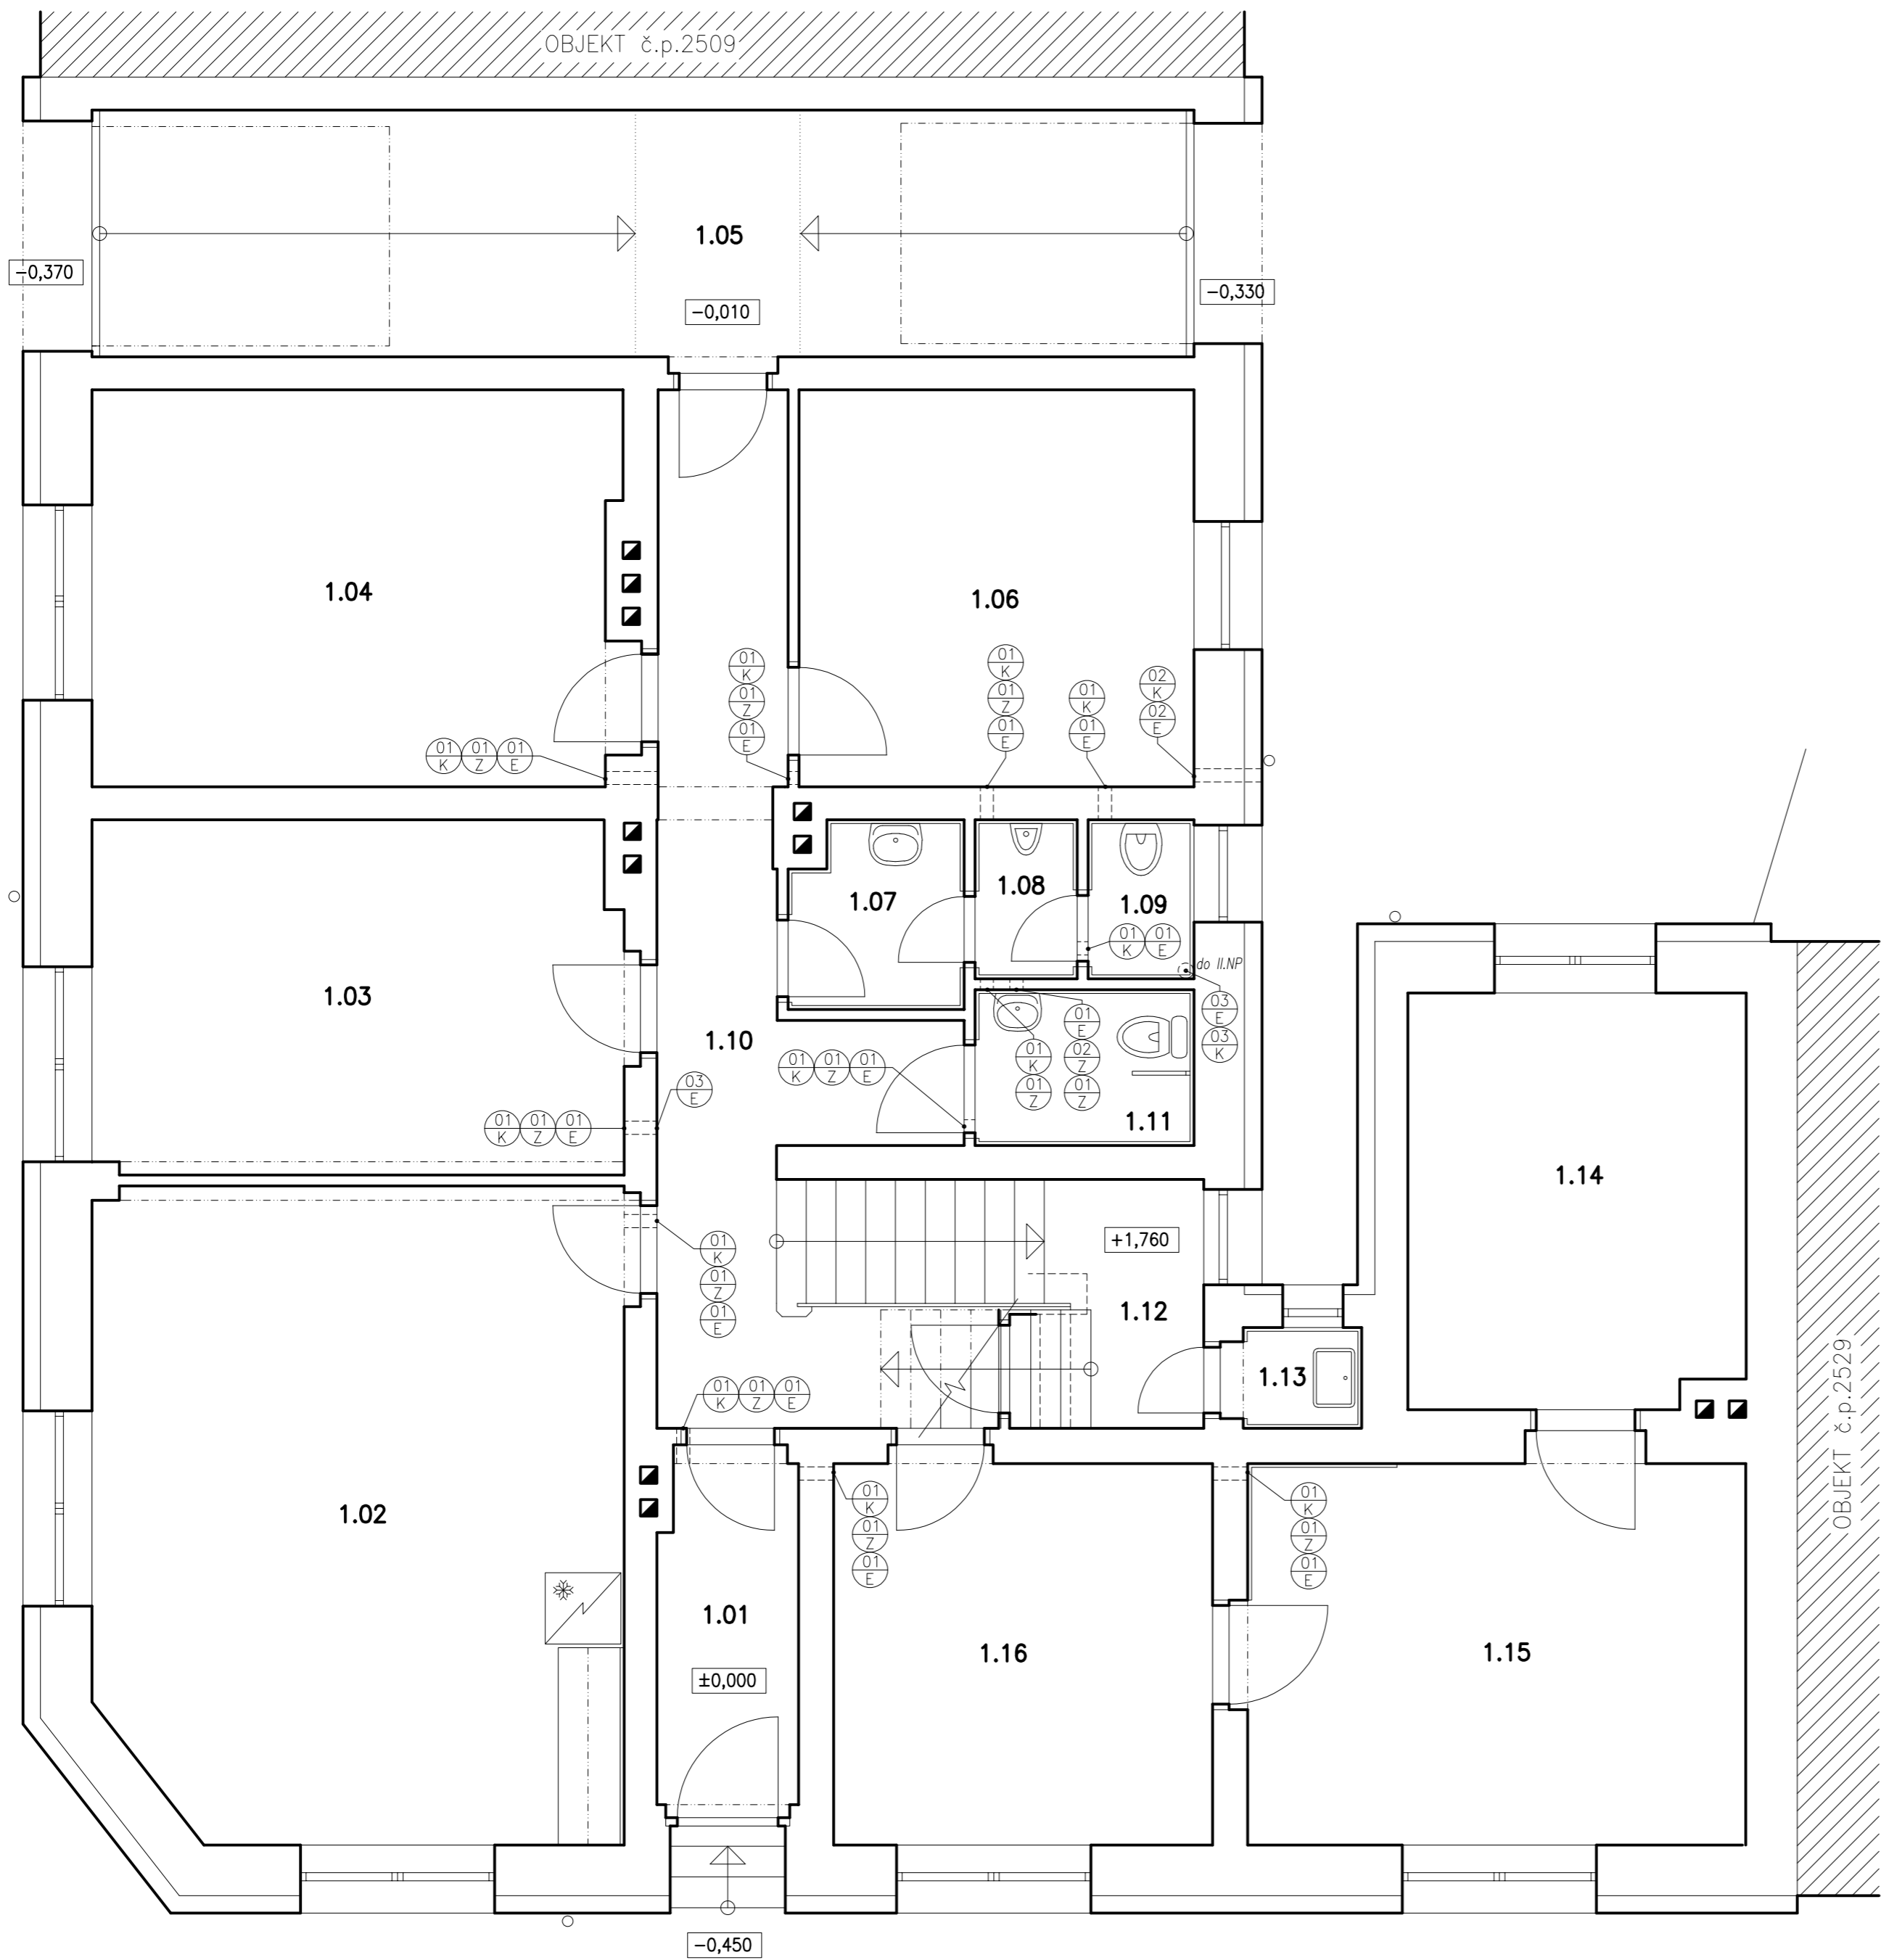 OBJEKT č.p.2509
1.05
−0,370
−0,330
−0,010
1.04
1.06
01 K
01 Z
01 E
01 K
01 Z
01 E
01 K
01 E
02 K
02 E
01 K 01 Z 01 E
1.07
1.08
1.09
01 K 01 E
do II.NP
03 E
03 K
1.03
1.10
01 K 01 Z 01 E
01 K
01 Z
01 E
02 Z
01 Z
1.11
03 E
01 K 01 Z 01 E
1.14
+1,760
01 K
01 Z
01 E
1.12
1.13
01 K 01 Z 01 E
OBJEKT č.p.2529
1.02
01 K
01 Z
01 E
01 K
01 Z
01 E
1.01
1.16
1.15
±0,000
−0,450